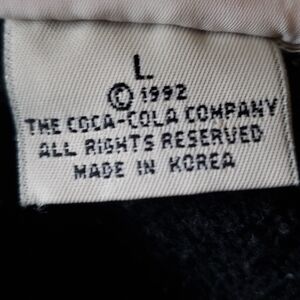 L
© 1992
THE COCA-COLA COMPANY
ALL RIGHTS RESERVED
MADE IN KOREA